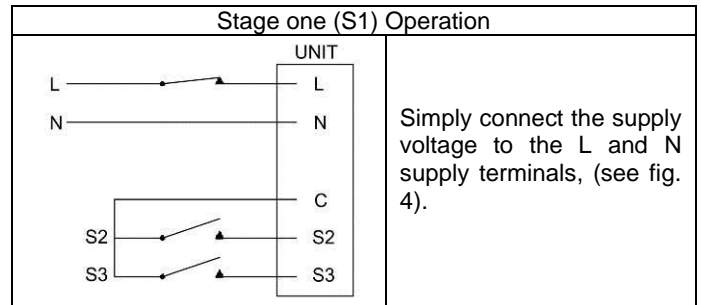 Stage one (S1) Operation
UNIT
L L
N N
C
S2 S2
S3 S3
Simply connect the supply
voltage to the L and N
supply terminals, (see fig.
4).